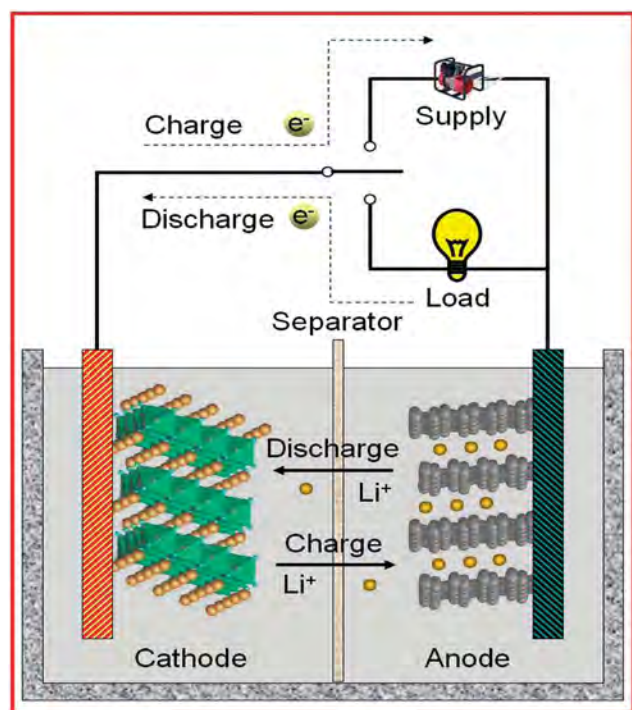 Supply
Charge e-
Discharge e-
Load
Separator
Discharge
Li+
Charge
Li+
Cathode
Anode